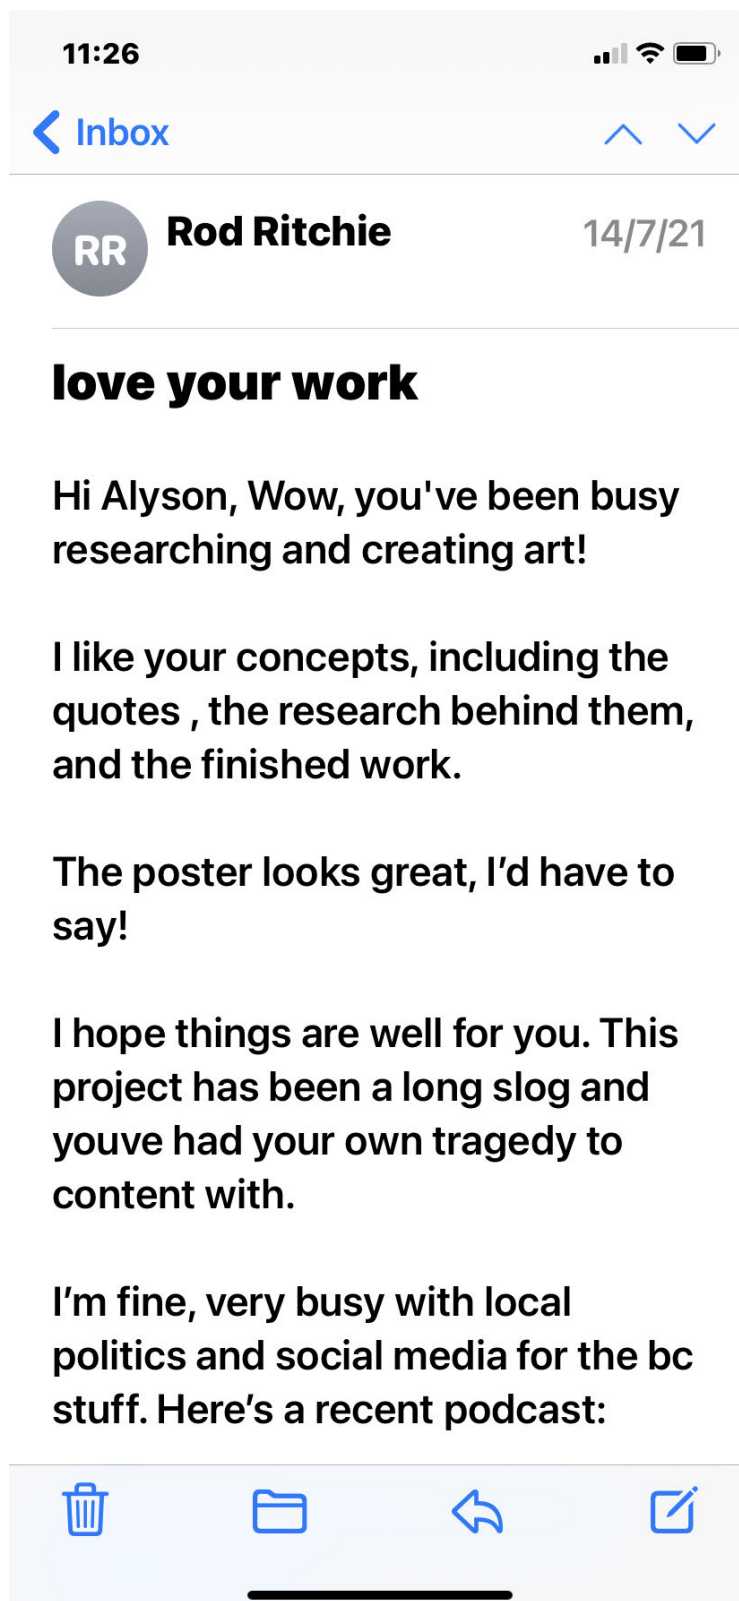 11:26
Inbox
RR
Rod Ritchie
14/7/21
love your work
Hi Alyson, Wow, you've been busy
researching and creating art!
I like your concepts, including the
quotes , the research behind them,
and the finished work.
The poster looks great, I’d have to
say!
I hope things are well for you. This
project has been a long slog and
youve had your own tragedy to
content with.
I’m fine, very busy with local
politics and social media for the bc
stuff. Here’s a recent podcast: